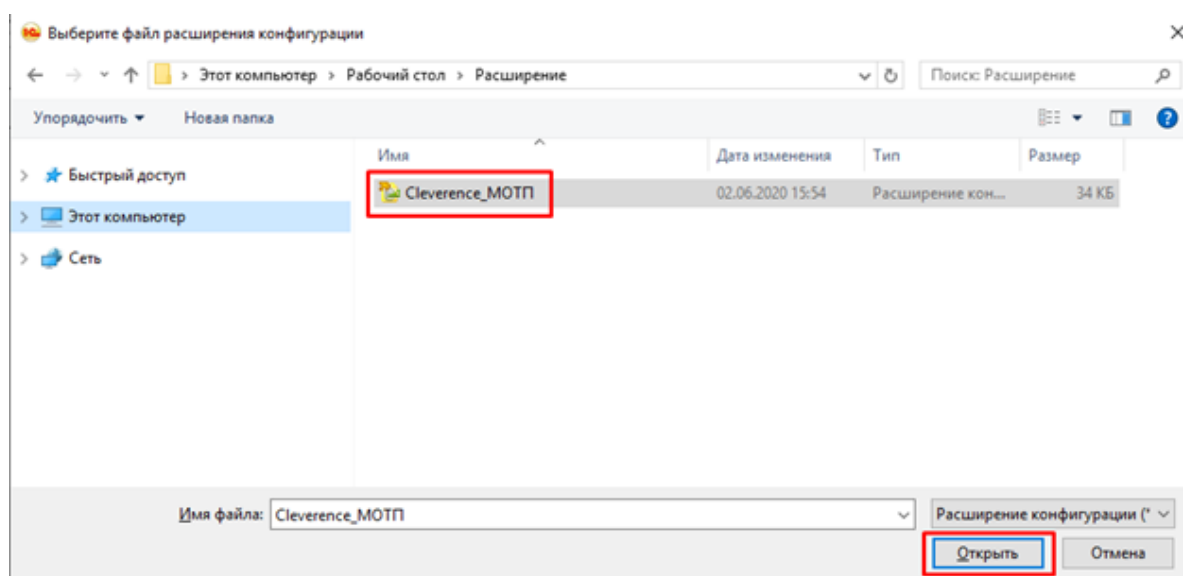 Выберите файл расширения конфигурации
Этот компьютер > Рабочий стол > Расширение
Поиск: Расширение
Упорядочить
Новая папка
Имя
Дата изменения
Тип
Размер
Быстрый доступ
Cleverence_МОТП
02.06.2020 15:54
Расширение кон...
34 КБ
Этот компьютер
Сеть
Имя файла:
Cleverence_МОТП
Расширение конфигурации (*
Открыть
Отмена